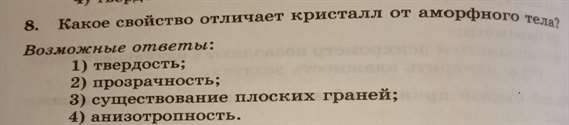 8. Какое свойство отличает кристалл от аморфного тела?
Возможные ответы:
1) твердость;
2) прозрачность;
3) существование плоских граней;
4) анизотропность.